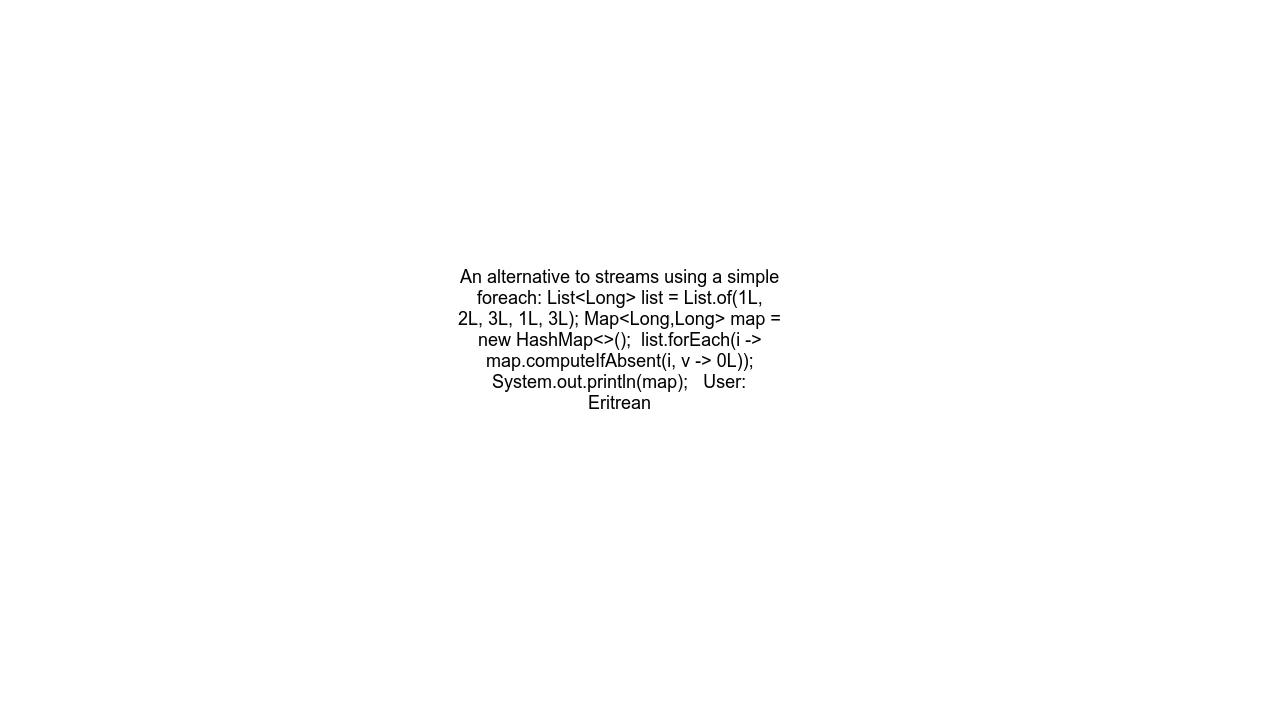 An alternative to streams using a simple
foreach: List<Long> list = List.of(1L,
2L, 3L, 1L, 3L); Map<Long,Long> map =
new HashMap<>();  list.forEach(i ->
map.computeIfAbsent(i, v -> 0L));
System.out.println(map);   User:
Eritrean